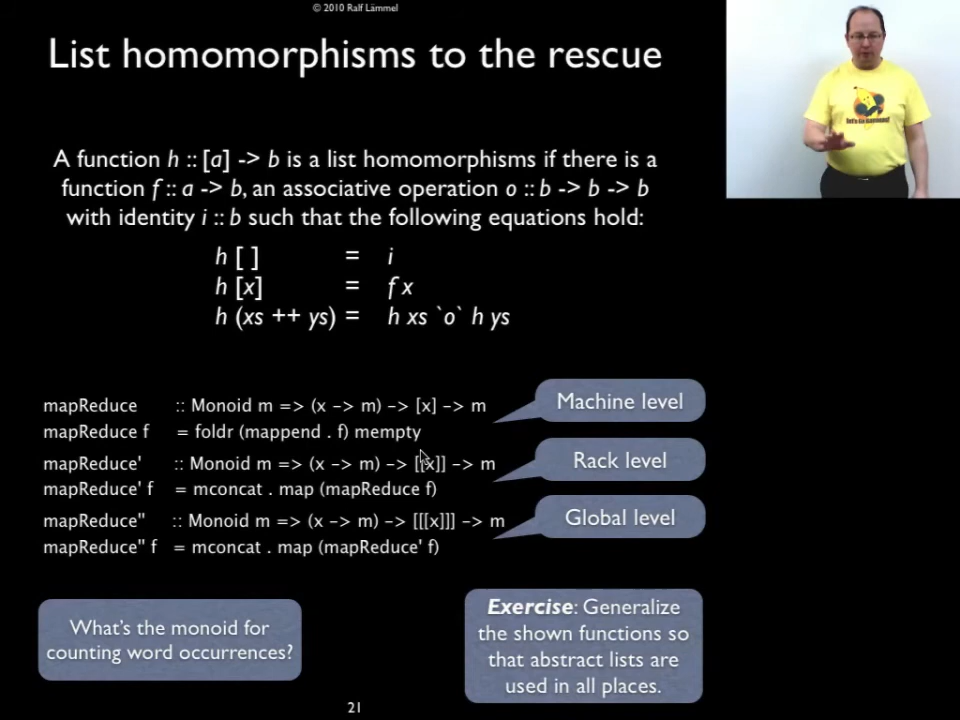 © 2010 Ralf Lämmel
List homomorphisms to the rescue
A function h :: [a] -> b is a list homomorphisms if there is a
function f :: a -> b, an associative operation o :: b -> b -> b
with identity i :: b such that the following equations hold:
h [ ] = i
h [x] = f x
h (xs ++ ys) = h xs `o` h ys
mapReduce :: Monoid m => (x -> m) -> [x] -> m
mapReduce f = foldr (mappend . f) mempty
Machine level
mapReduce' :: Monoid m => (x -> m) -> [[x]] -> m
mapReduce' f = mconcat . map (mapReduce f)
Rack level
mapReduce'' :: Monoid m => (x -> m) -> [[[x]]] -> m
mapReduce'' f = mconcat . map (mapReduce' f)
Global level
What's the monoid for
counting word occurrences?
Exercise: Generalize
the shown functions so
that abstract lists are
used in all places.
21